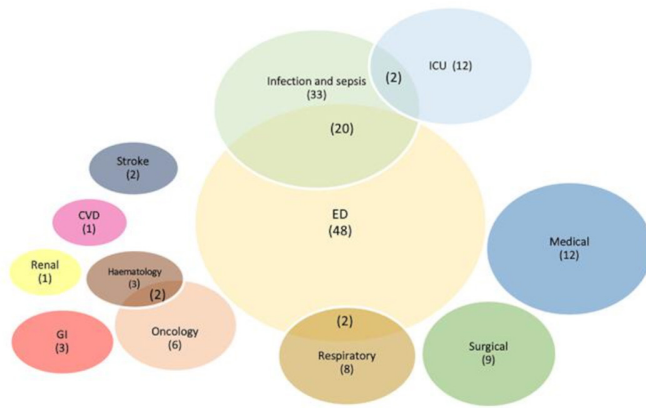 Infection and sepsis
(33)
(2)
ICU (12)
(20)
Stroke
(2)
CVD
(1)
ED
(48)
Medical
(12)
Renal
(1)
Haematology
(3)
(2)
GI
(3)
Oncology
(6)
(2)
Respiratory
(8)
Surgical
(9)